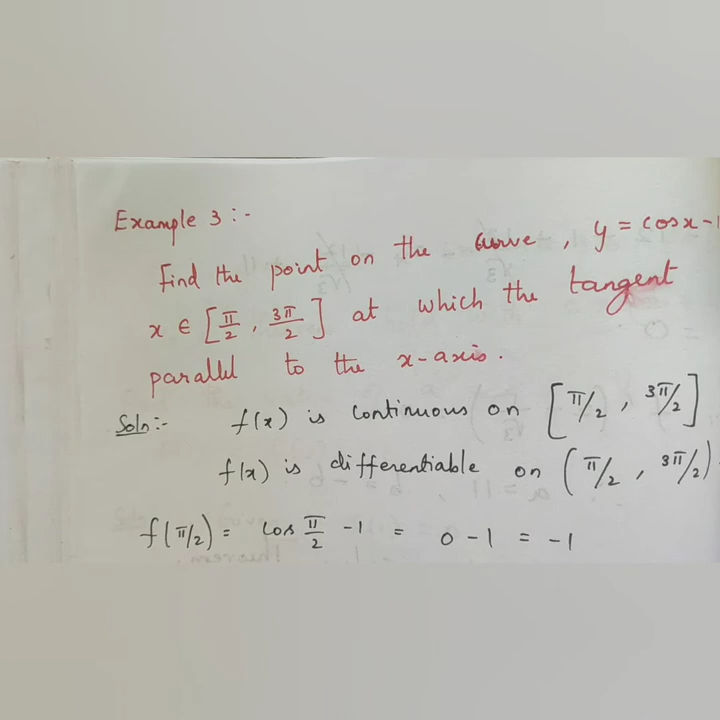 Example 3 :-
Find the point on the curve, y = cosx-1
x ∈ [π/2, 3π/2] at which the tangent
parallel to the x-axis.
Soln:- f(x) is continuous on [π/2, 3π/2]
f(x) is differentiable on (π/2, 3π/2).
f(π/2) = cos π/2 -1 = 0 - 1 = -1